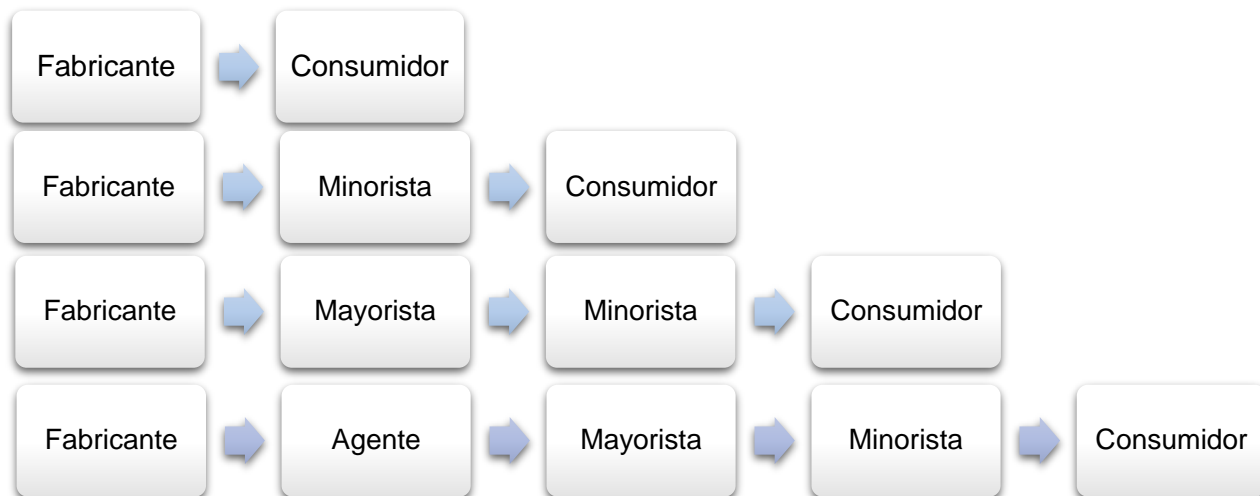 Fabricante Consumidor
Fabricante Minorista Consumidor
Fabricante Mayorista Minorista Consumidor
Fabricante Agente Mayorista Minorista Consumidor